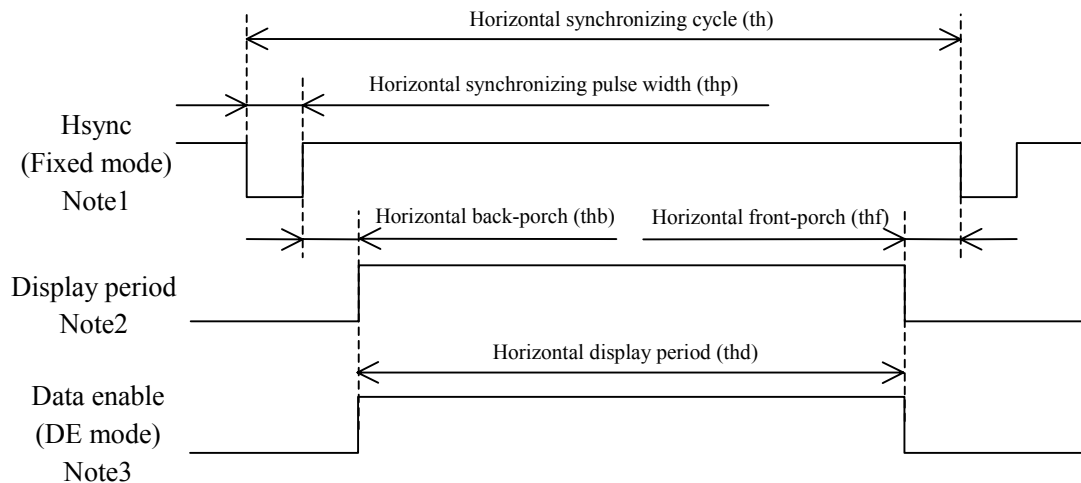 Horizontal synchronizing cycle (th)
Horizontal synchronizing pulse width (thp)
Hsync
(Fixed mode)
Note1
Horizontal back-porch (thb)
Horizontal front-porch (thf)
Display period
Note2
Horizontal display period (thd)
Data enable
(DE mode)
Note3